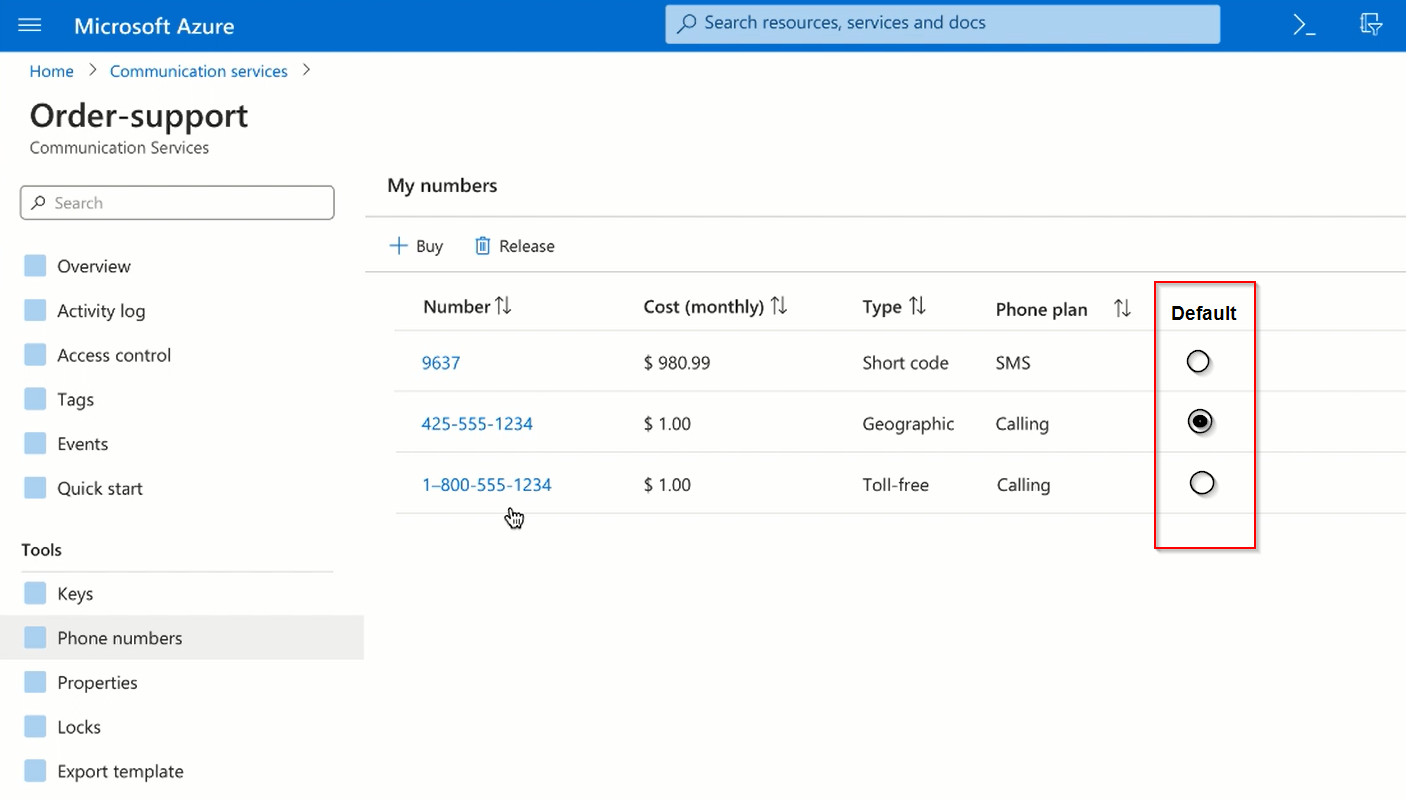 Microsoft Azure
Search resources, services and docs
Home > Communication services >
Order-support
Communication Services
Search
Overview
Activity log
Access control
Tags
Events
Quick start
Tools
Keys
Phone numbers
Properties
Locks
Export template
My numbers
Buy Release
Number Cost (monthly) Type Phone plan Default
9637 $ 980.99 Short code SMS
425-555-1234 $ 1.00 Geographic Calling
1–800-555-1234 $ 1.00 Toll-free Calling